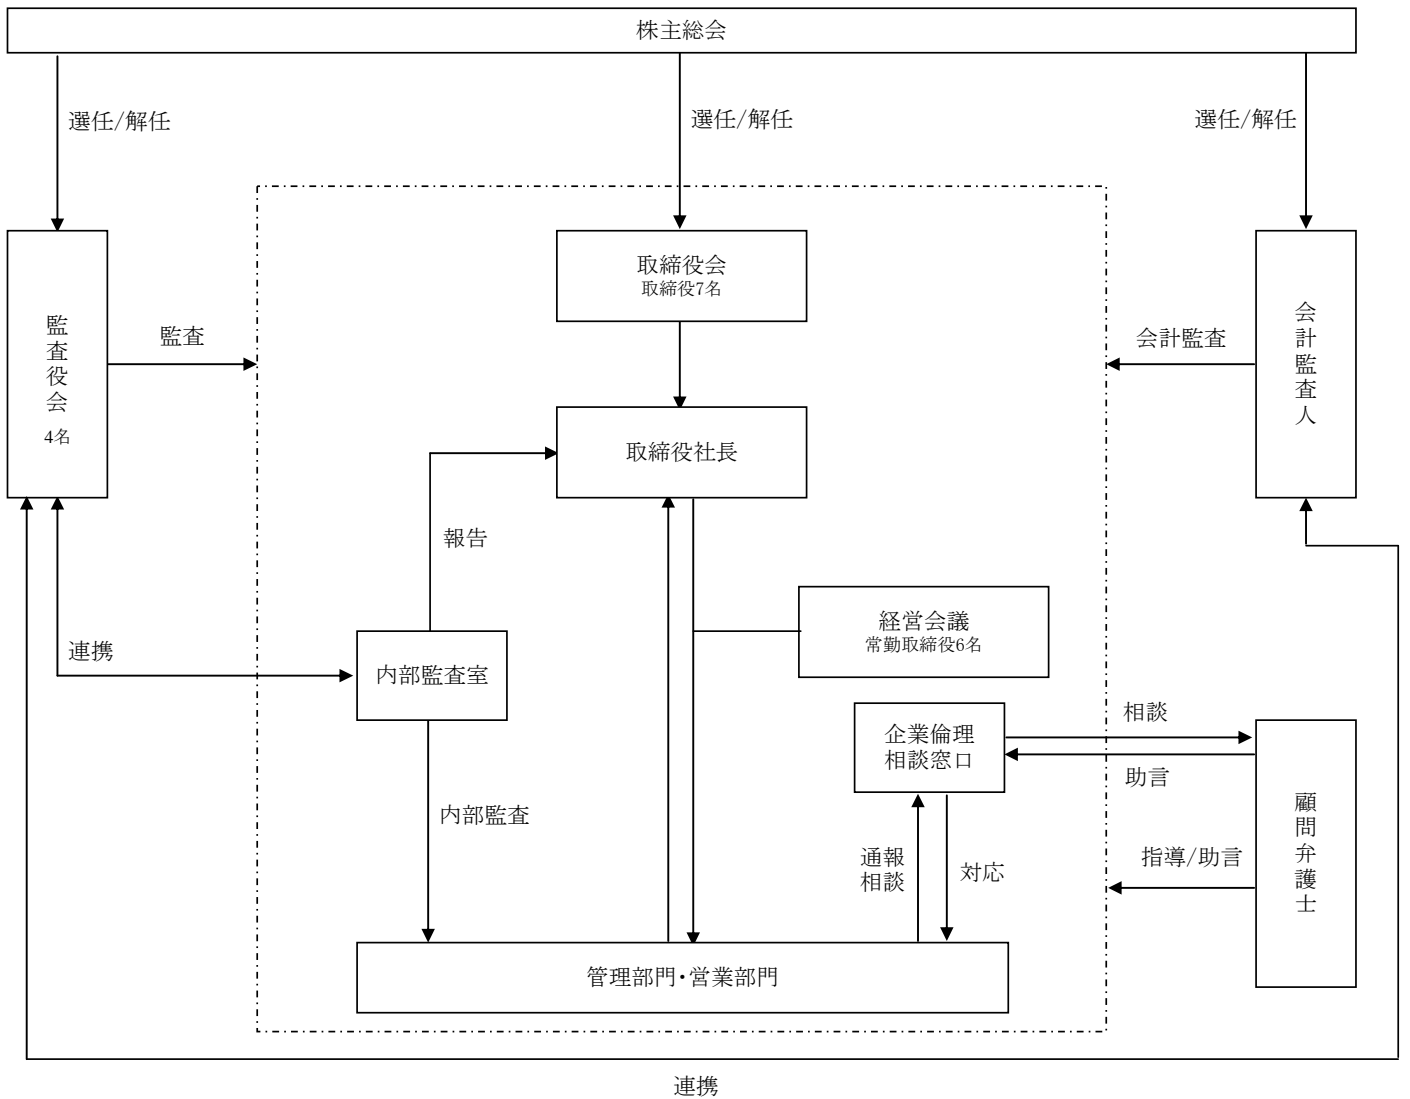 株主総会
選任/解任
選任/解任
選任/解任
取締役会
取締役7名
監査役会
4名
監査
会計監査
会計監査人
取締役社長
報告
経営会議
常勤取締役6名
連携
内部監査室
企業倫理
相談窓口
相談
助言
内部監査
通報
相談
対応
指導/助言
顧問弁護士
管理部門・営業部門
連携